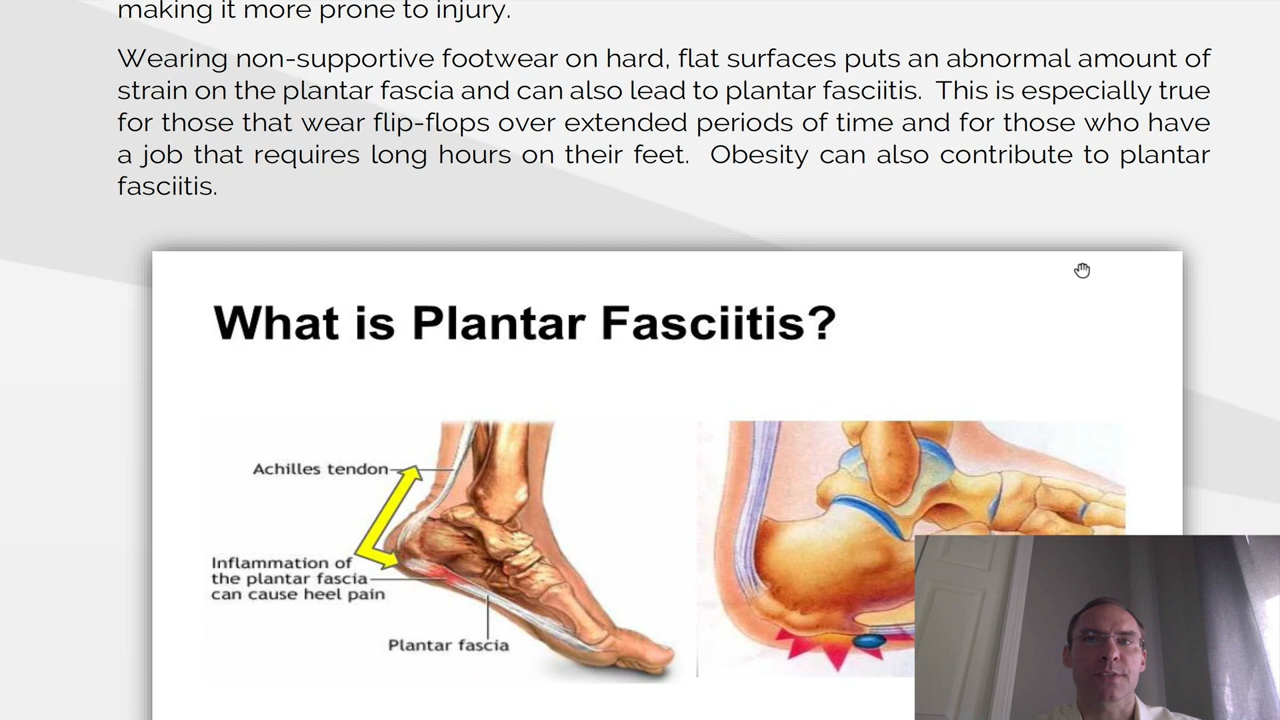 making it more prone to injury.
Wearing non-supportive footwear on hard, flat surfaces puts an abnormal amount of
strain on the plantar fascia and can also lead to plantar fasciitis. This is especially true
for those that wear flip-flops over extended periods of time and for those who have
a job that requires long hours on their feet. Obesity can also contribute to plantar
fasciitis.
What is Plantar Fasciitis?
Achilles tendon
Inflammation of
the plantar fascia
can cause heel pain
Plantar fascia